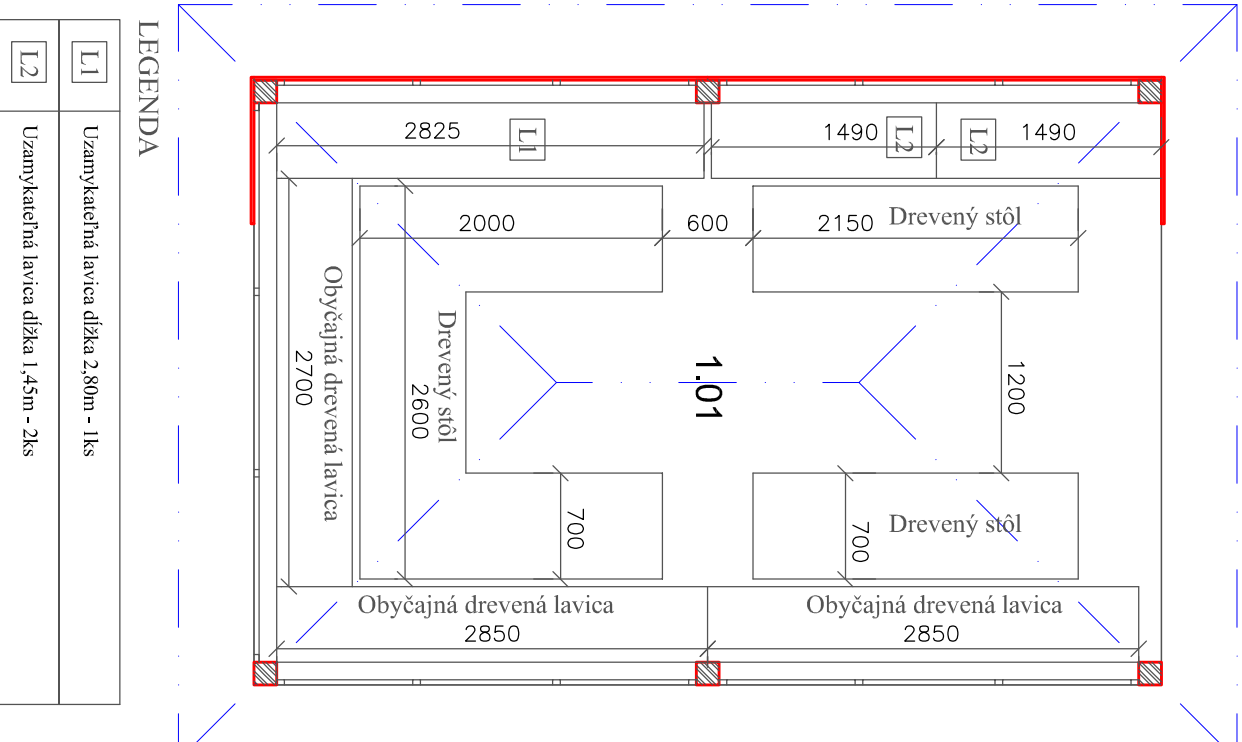 LEGENDA
L1
Uzamykateľná lavica dĺžka 2,80m - 1ks
L2
Uzamykateľná lavica dĺžka 1,45m - 2ks
2825
L1
1490
L2
L2
1490
2000
600
2150
Drevený stôl
Obyčajná drevená lavica
2700
Drevený stôl
2600
1.01
1200
700
700
Drevený stôl
Obyčajná drevená lavica
2850
Obyčajná drevená lavica
2850